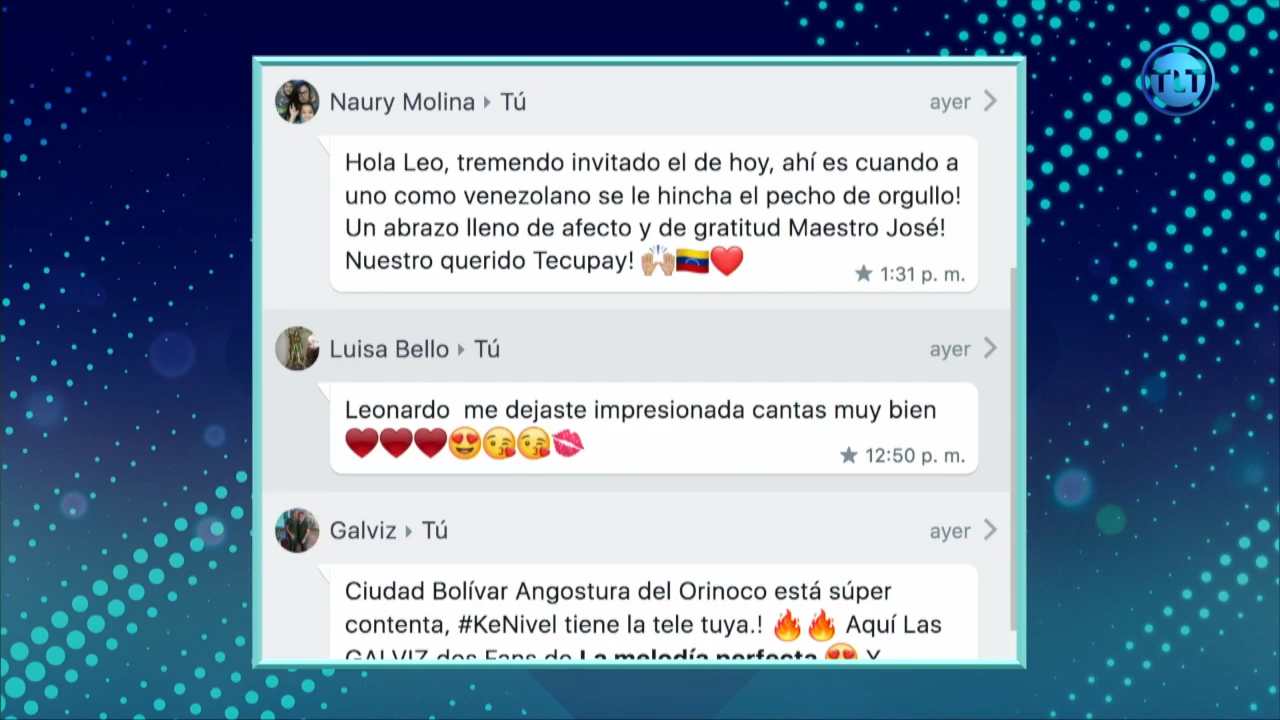 TLT
Naury Molina ▸ Tú
ayer
Hola Leo, tremendo invitado el de hoy, ahí es cuando a
uno como venezolano se le hincha el pecho de orgullo!
Un abrazo lleno de afecto y de gratitud Maestro José!
Nuestro querido Tecupay! 🙌🏼🇻🇪❤️
★ 1:31 p. m.
Luisa Bello ▸ Tú
ayer
Leonardo me dejaste impresionada cantas muy bien
♥️♥️♥️😍😘😘💋
★ 12:50 p. m.
Galviz ▸ Tú
ayer
Ciudad Bolívar Angostura del Orinoco está súper
contenta, #KeNivel tiene la tele tuya.! 🔥🔥 Aquí Las
GALVIZ dos Fans de La melodía perfecta 😍 Y